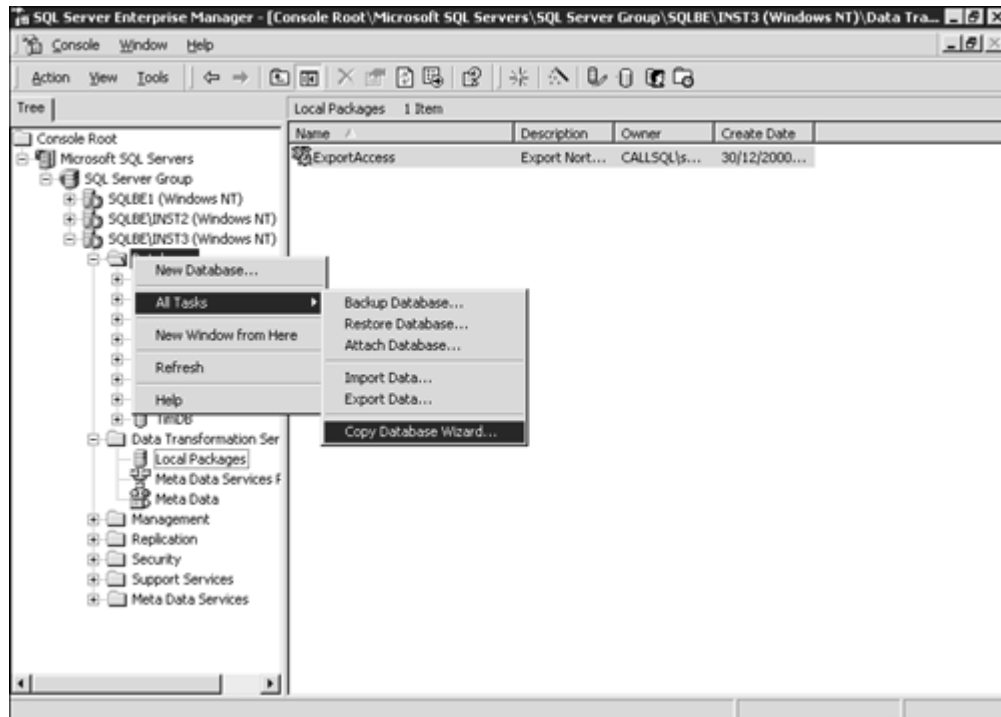 SQL Server Enterprise Manager - [Console Root\Microsoft SQL Servers\SQL Server Group\SQLBE\INST3 (Windows NT)\Data Tra...
Console Window Help
Action View Tools
Tree
Local Packages 1 Item
Name Description Owner Create Date
ExportAccess Export Nort... CALLSQL\s... 30/12/2000...
Console Root
Microsoft SQL Servers
SQL Server Group
SQLBE1 (Windows NT)
SQLBE\INST2 (Windows NT)
SQLBE\INST3 (Windows NT)
New Database...
All Tasks
New Window from Here
Refresh
Help
Backup Database...
Restore Database...
Attach Database...
Import Data...
Export Data...
Copy Database Wizard...
TimDB
Data Transformation Ser
Local Packages
Meta Data Services P
Meta Data
Management
Replication
Security
Support Services
Meta Data Services